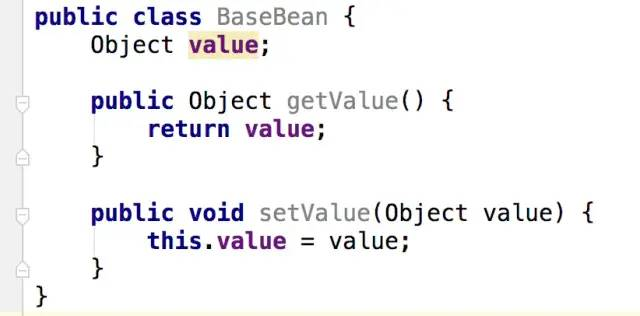 public class BaseBean {
    Object value;

    public Object getValue() {
        return value;
    }

    public void setValue(Object value) {
        this.value = value;
    }
}